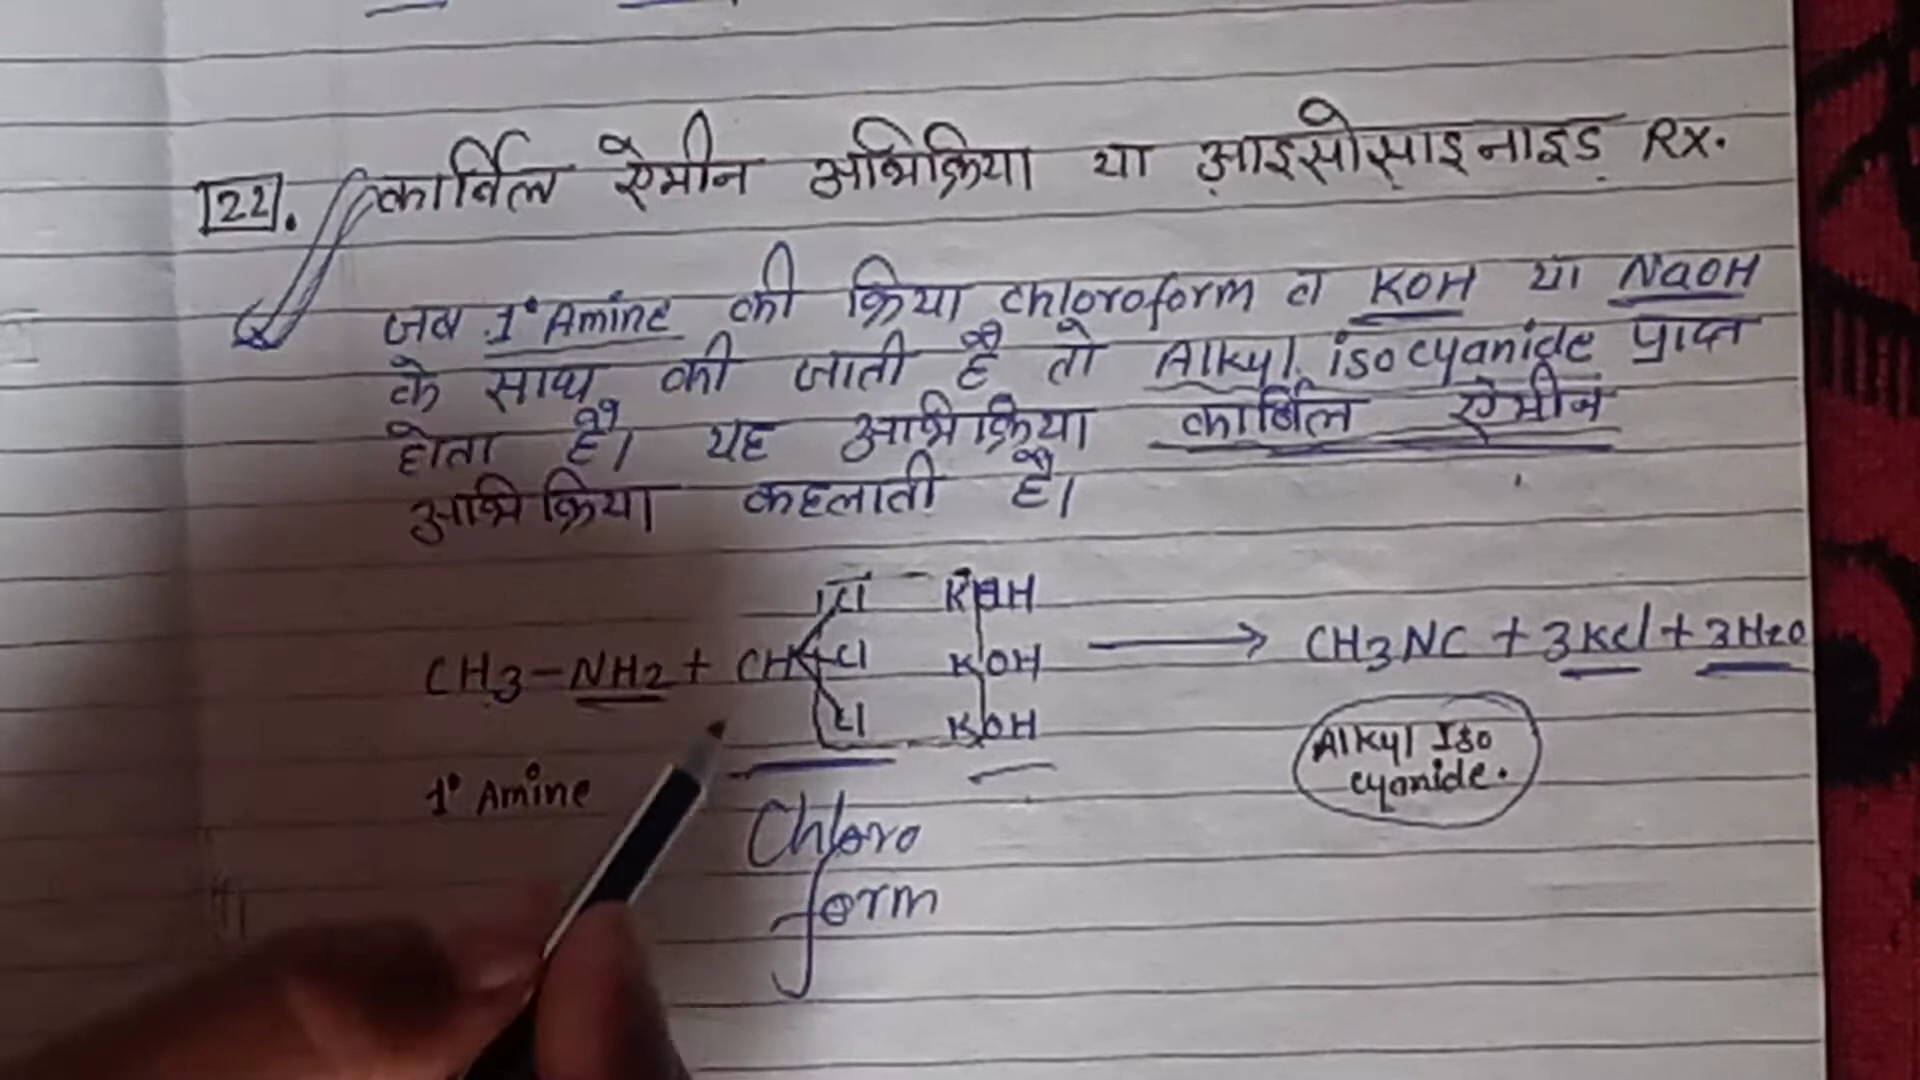 22. कार्बिल ऐमीन अभिक्रिया या आइसोसाइनाइड Rx.
जब 1° Amine की क्रिया chloroform व KOH या NaOH
के साथ की जाती है तो Alkyl isocyanide प्राप्त
होता है। यह अभिक्रिया कार्बिल ऐमीन
अभिक्रिया कहलाती है।
Cl KOH
CH3-NH2 + CH Cl KOH → CH3NC + 3KCl + 3H2O
Cl KOH
1° Amine
Chloro
form
Alkyl Iso
cyanide.